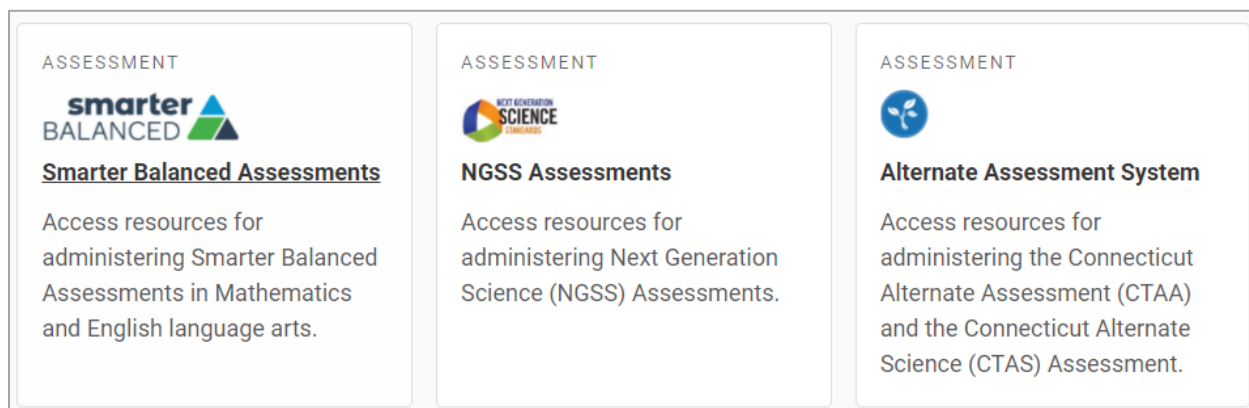 ASSESSMENT
smarter
BALANCED
Smarter Balanced Assessments
Access resources for
administering Smarter Balanced
Assessments in Mathematics
and English language arts.
ASSESSMENT
NEXT GENERATION
SCIENCE
STANDARDS
NGSS Assessments
Access resources for
administering Next Generation
Science (NGSS) Assessments.
ASSESSMENT
Alternate Assessment System
Access resources for
administering the Connecticut
Alternate Assessment (CTAA)
and the Connecticut Alternate
Science (CTAS) Assessment.